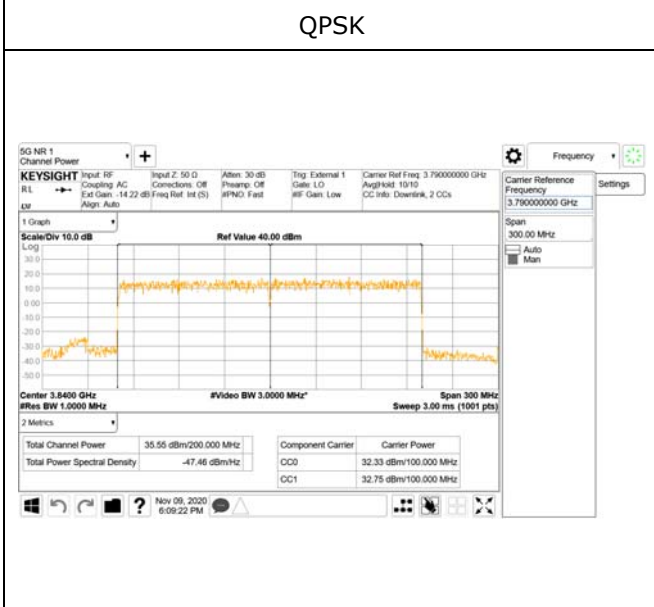 QPSK
5G NR 1
Channel Power
+
Frequency
KEYSIGHT Input: RF Input Z: 50 Ω Atten: 30 dB Trig: External 1 Carrier Ref Freq: 3.790000000 GHz
RL Coupling: AC Corrections: Off Preamp: Off Gate: LO Avg|Hold: 10/10
Ext Gain: -14.22 dB Freq Ref: Int (S) #PNO: Fast #IF Gain: Low CC Info: Downlink, 2 CCs
Align: Auto
Carrier Reference
Frequency
3.790000000 GHz
Settings
Span
300.00 MHz
Auto
Man
1 Graph
Scale/Div 10.0 dB Ref Value 40.00 dBm
Log
30.0
20.0
10.0
0.00
-10.0
-20.0
-30.0
-40.0
-50.0
Center 3.8400 GHz #Video BW 3.0000 MHz* Span 300 MHz
#Res BW 1.0000 MHz Sweep 3.00 ms (1001 pts)
2 Metrics
Total Channel Power 35.55 dBm/200.000 MHz Component Carrier Carrier Power
Total Power Spectral Density -47.46 dBm/Hz CC0 32.33 dBm/100.000 MHz
CC1 32.75 dBm/100.000 MHz
? Nov 09, 2020
6:09:22 PM